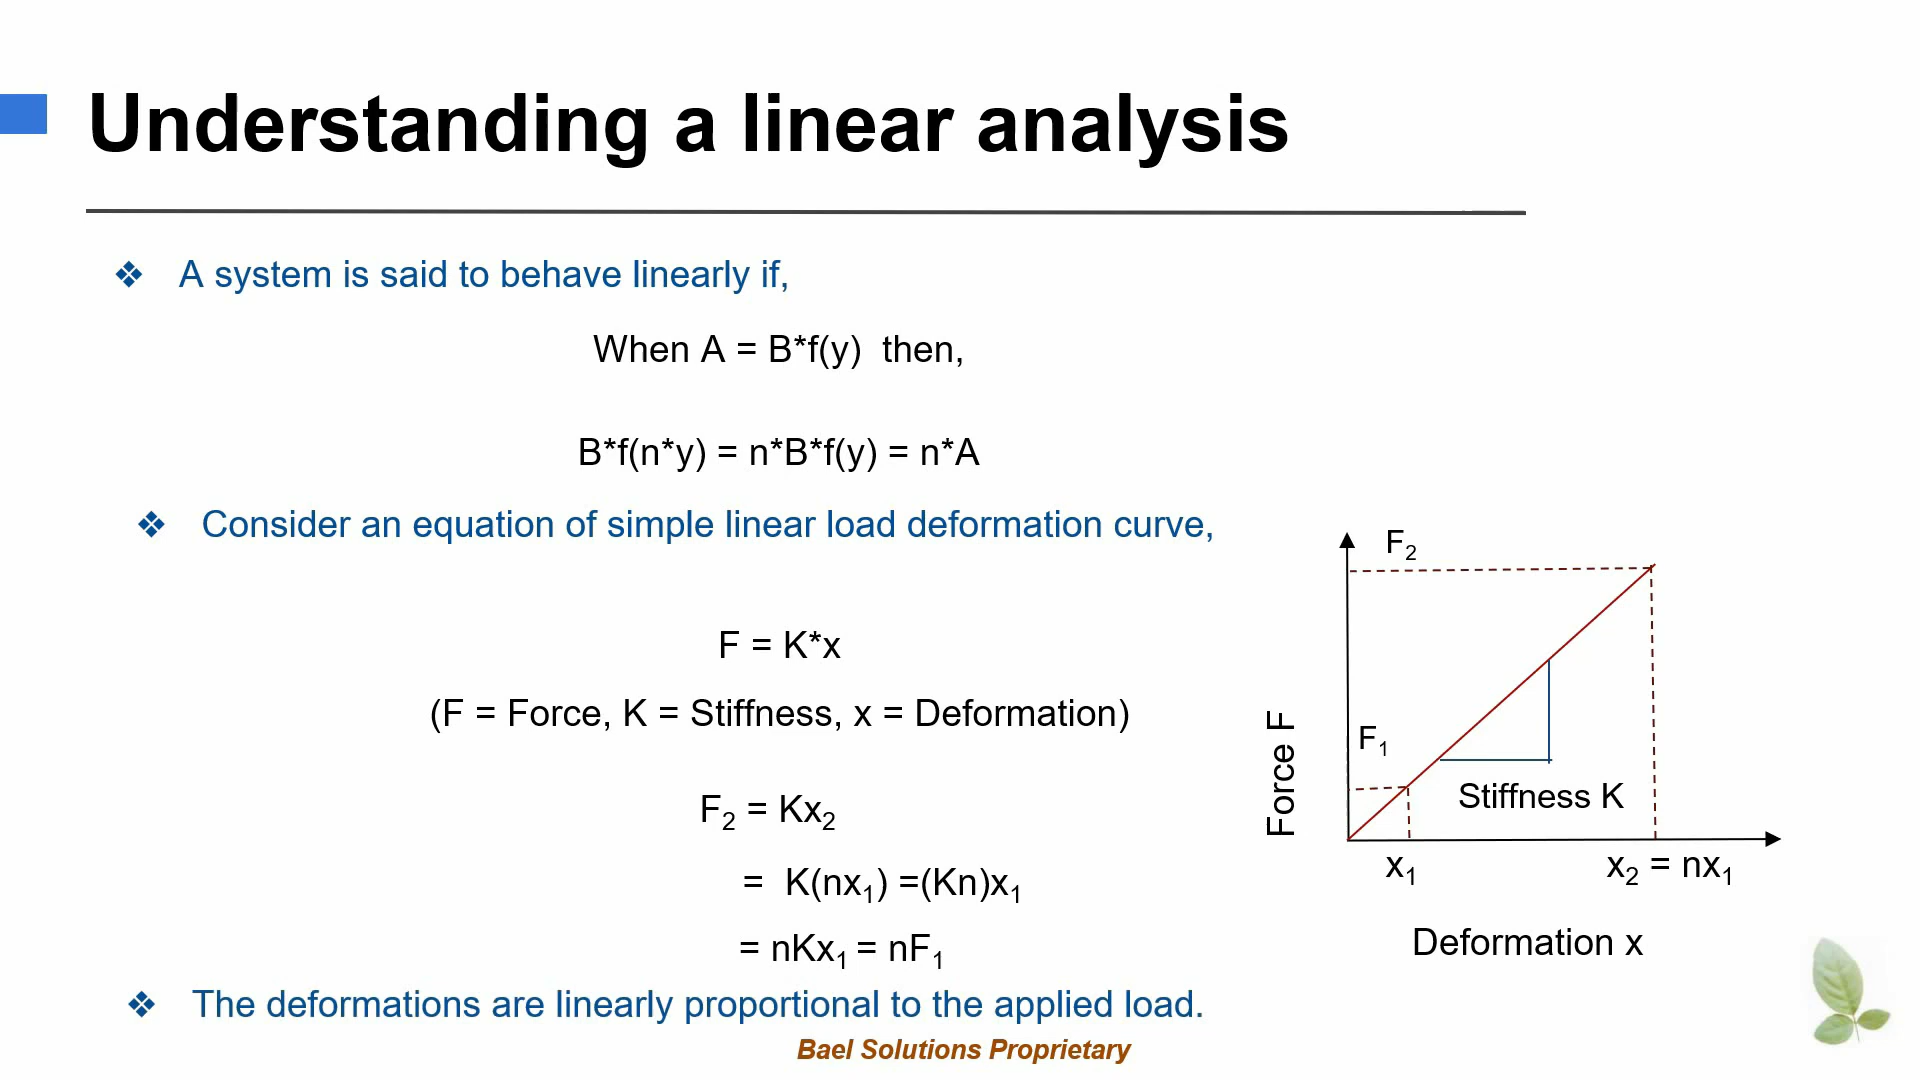 Understanding a linear analysis
❖ A system is said to behave linearly if,
When A = B*f(y) then,
B*f(n*y) = n*B*f(y) = n*A
❖ Consider an equation of simple linear load deformation curve,
F = K*x
(F = Force, K = Stiffness, x = Deformation)
F₂ = Kx₂
= K(nx₁) =(Kn)x₁
= nKx₁ = nF₁
❖ The deformations are linearly proportional to the applied load.
F₂
F₁
Force F
Stiffness K
x₁
x₂ = nx₁
Deformation x
Bael Solutions Proprietary